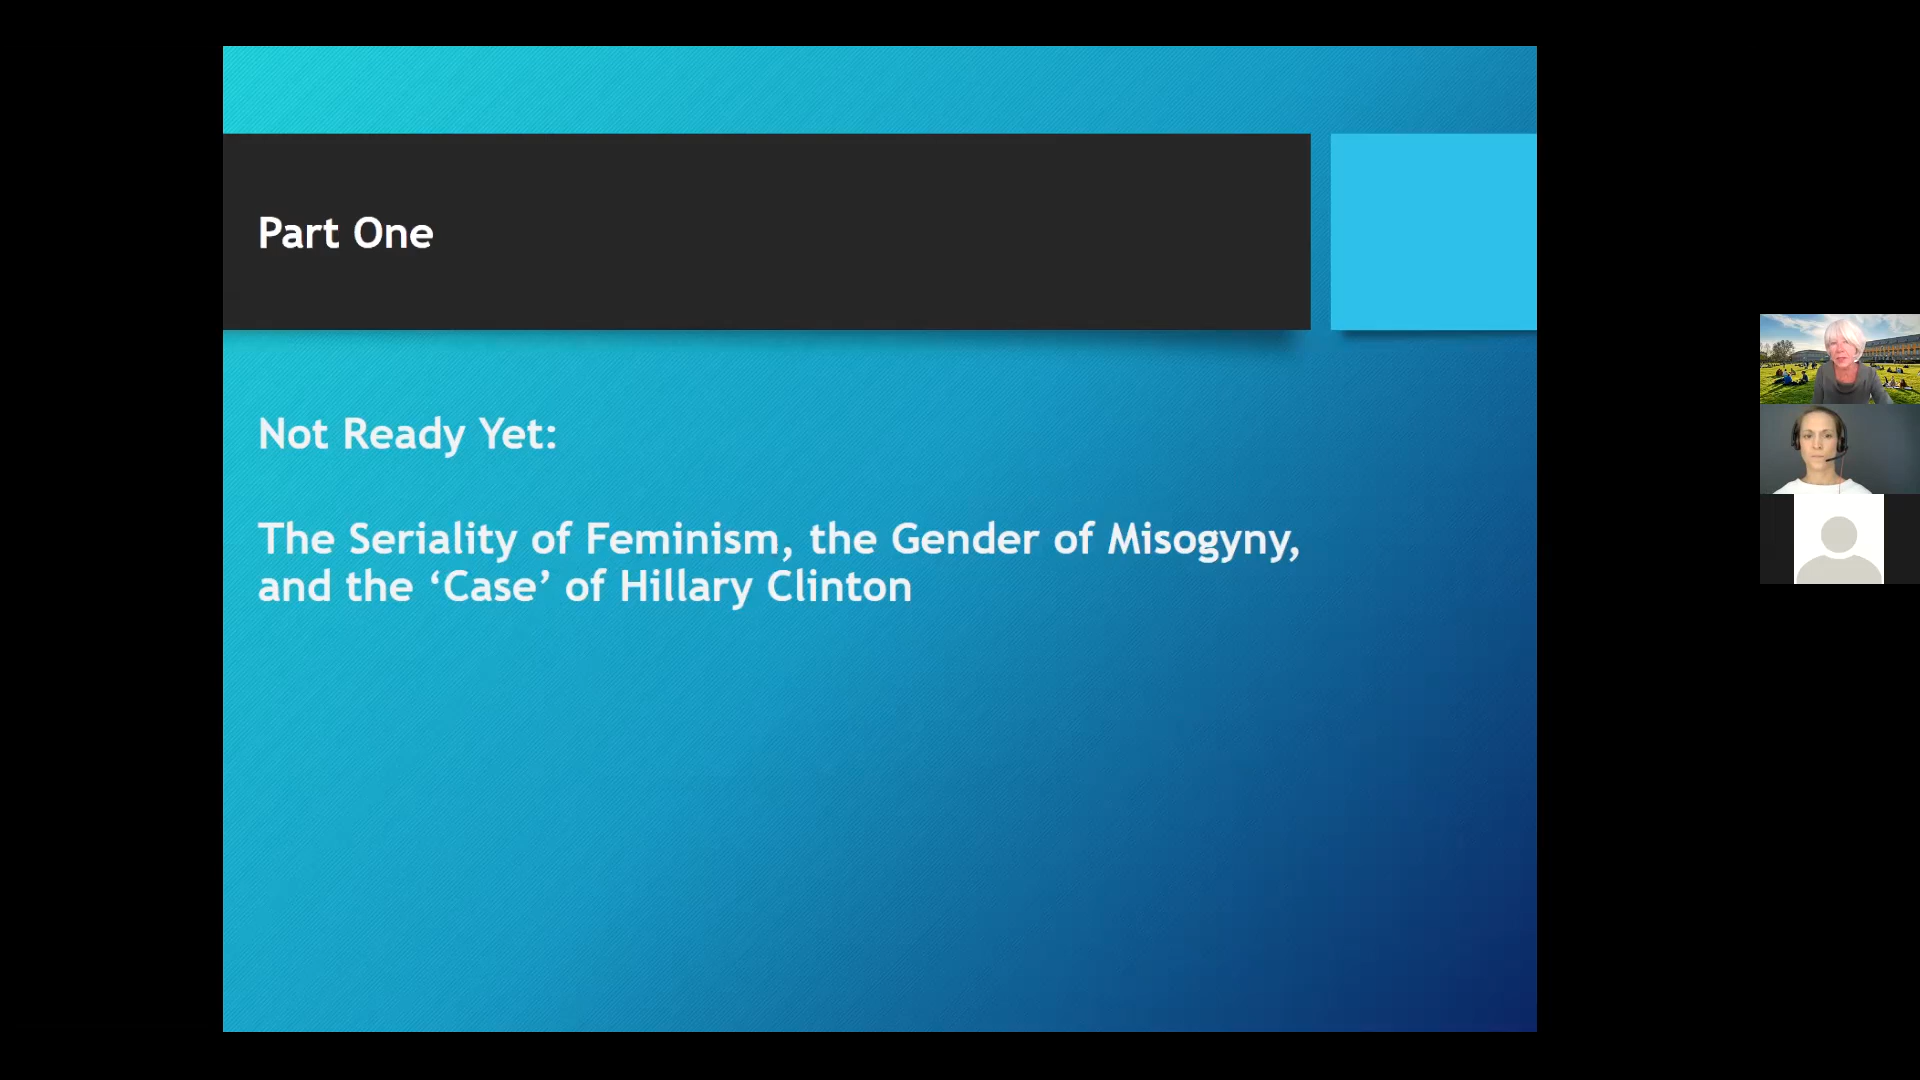 Part One
Not Ready Yet:
The Seriality of Feminism, the Gender of Misogyny,
and the ‘Case’ of Hillary Clinton